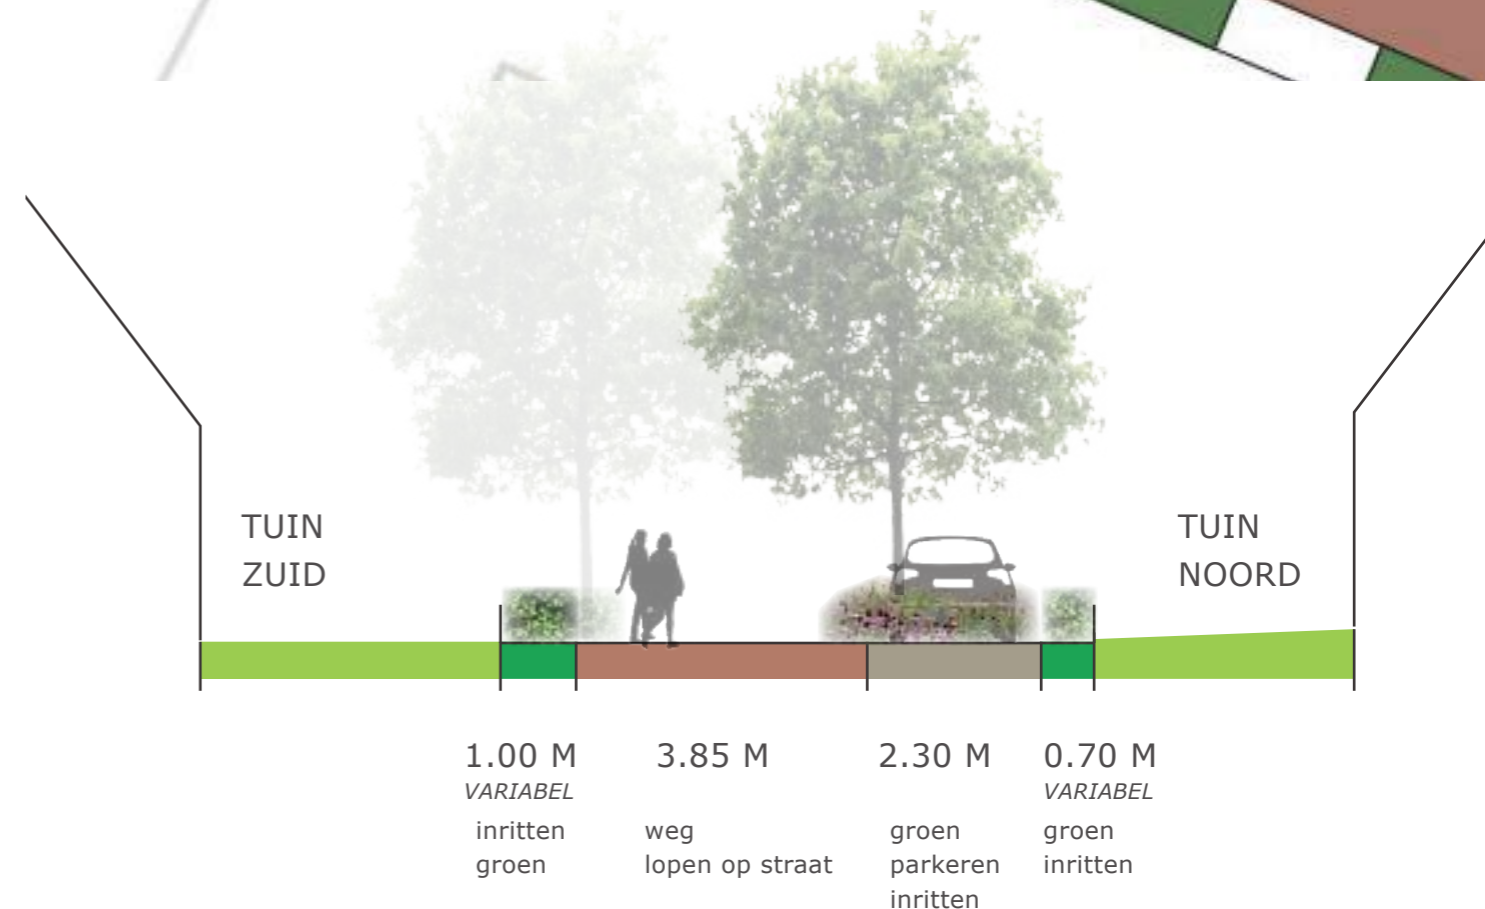 TUIN
ZUID
TUIN
NOORD
1.00 M
VARIABEL
inritten
groen
3.85 M
weg
lopen op straat
2.30 M
groen
parkeren
inritten
0.70 M
VARIABEL
groen
inritten